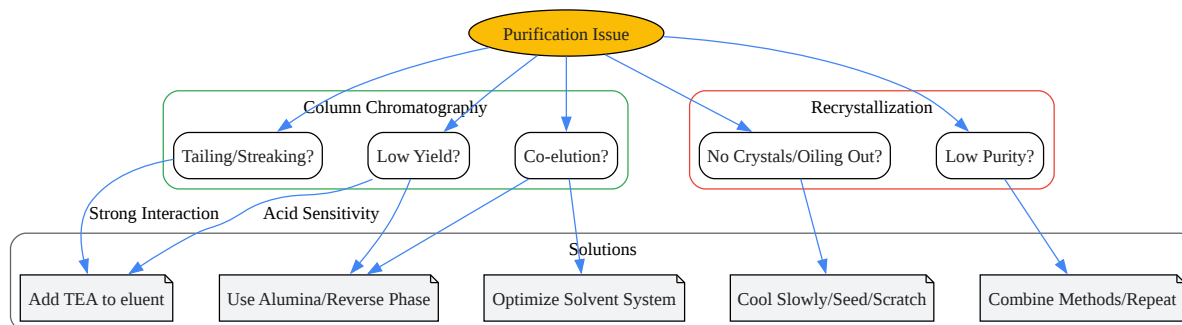 Purification Issue
Column Chromatography
Recrystallization
Tailing/Streaking?
Low Yield?
Co-elution?
No Crystals/Oiling Out?
Low Purity?
Strong Interaction
Acid Sensitivity
Solutions
Add TEA to eluent
Use Alumina/Reverse Phase
Optimize Solvent System
Cool Slowly/Seed/Scratch
Combine Methods/Repeat